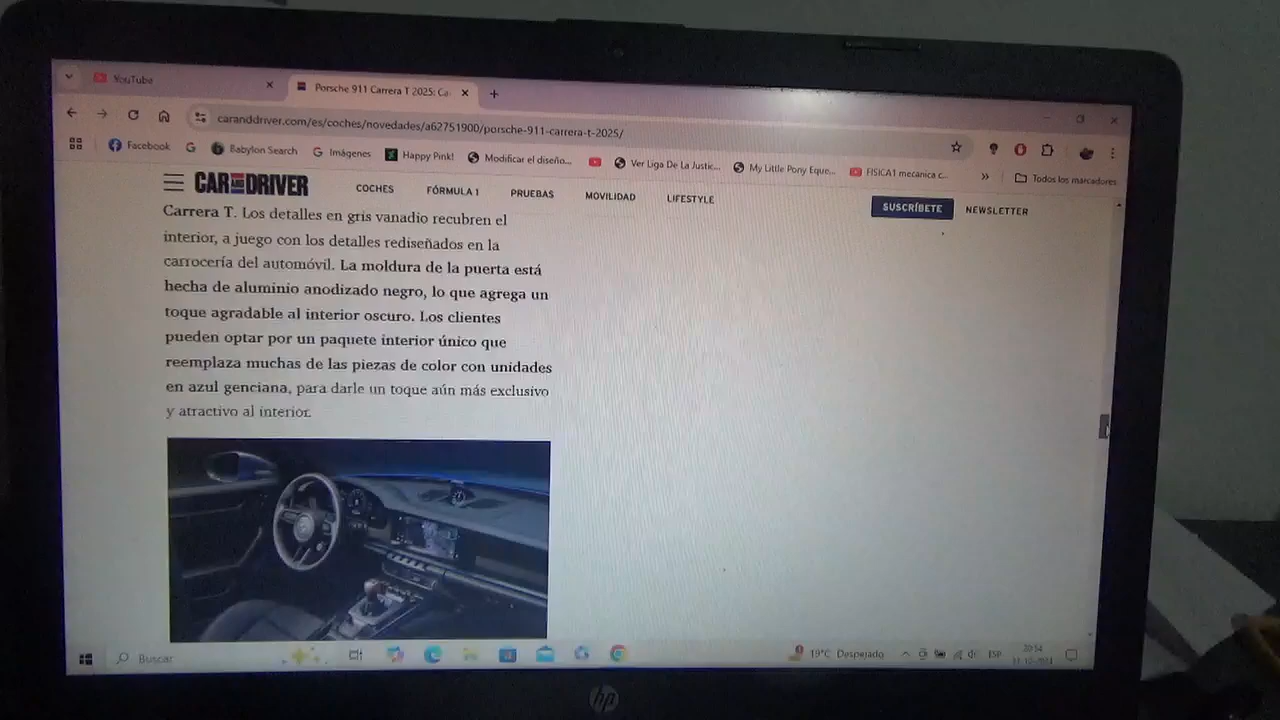 YouTube
Porsche 911 Carrera T 2025: Ca
caranddriver.com/es/coches/novedades/a62751900/porsche-911-carrera-t-2025/
Facebook
Babylon Search
Imágenes
Happy Pink!
Modificar el diseño...
Ver Liga De La Justic...
My Little Pony Eque...
FISICA1 mecanica c...
Todos los marcadores
CAR AND DRIVER
COCHES
FÓRMULA 1
PRUEBAS
MOVILIDAD
LIFESTYLE
SUSCRÍBETE
NEWSLETTER
Carrera T. Los detalles en gris vanadio recubren el
interior, a juego con los detalles rediseñados en la
carrocería del automóvil. La moldura de la puerta está
hecha de aluminio anodizado negro, lo que agrega un
toque agradable al interior oscuro. Los clientes
pueden optar por un paquete interior único que
reemplaza muchas de las piezas de color con unidades
en azul genciana, para darle un toque aún más exclusivo
y atractivo al interior.
Buscar
19°C Despejado
ESP
20:54
hp